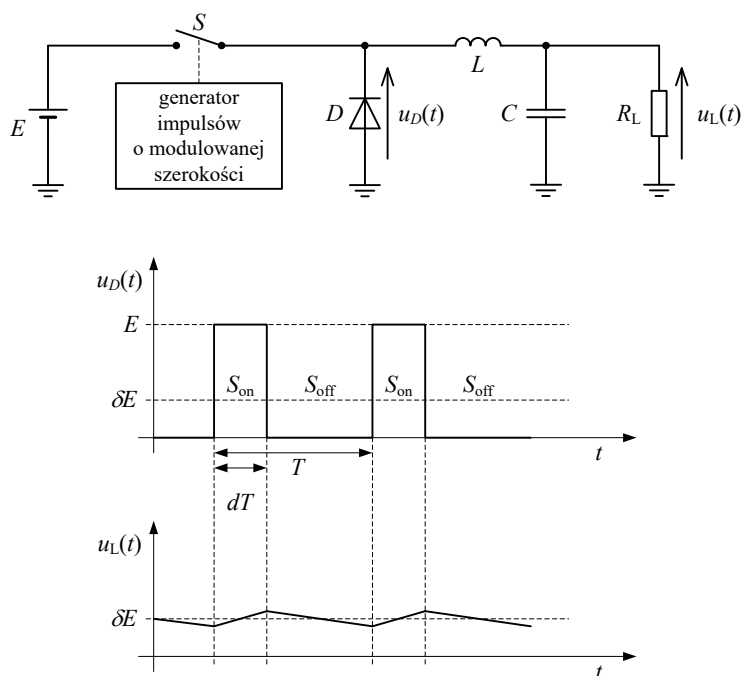 S
generator
impulsów
o modulowanej
szerokości
E
D
u_D(t)
L
C
R_L
u_L(t)
u_D(t)
E
δE
S_on
S_off
S_on
S_off
t
T
dT
u_L(t)
δE
t